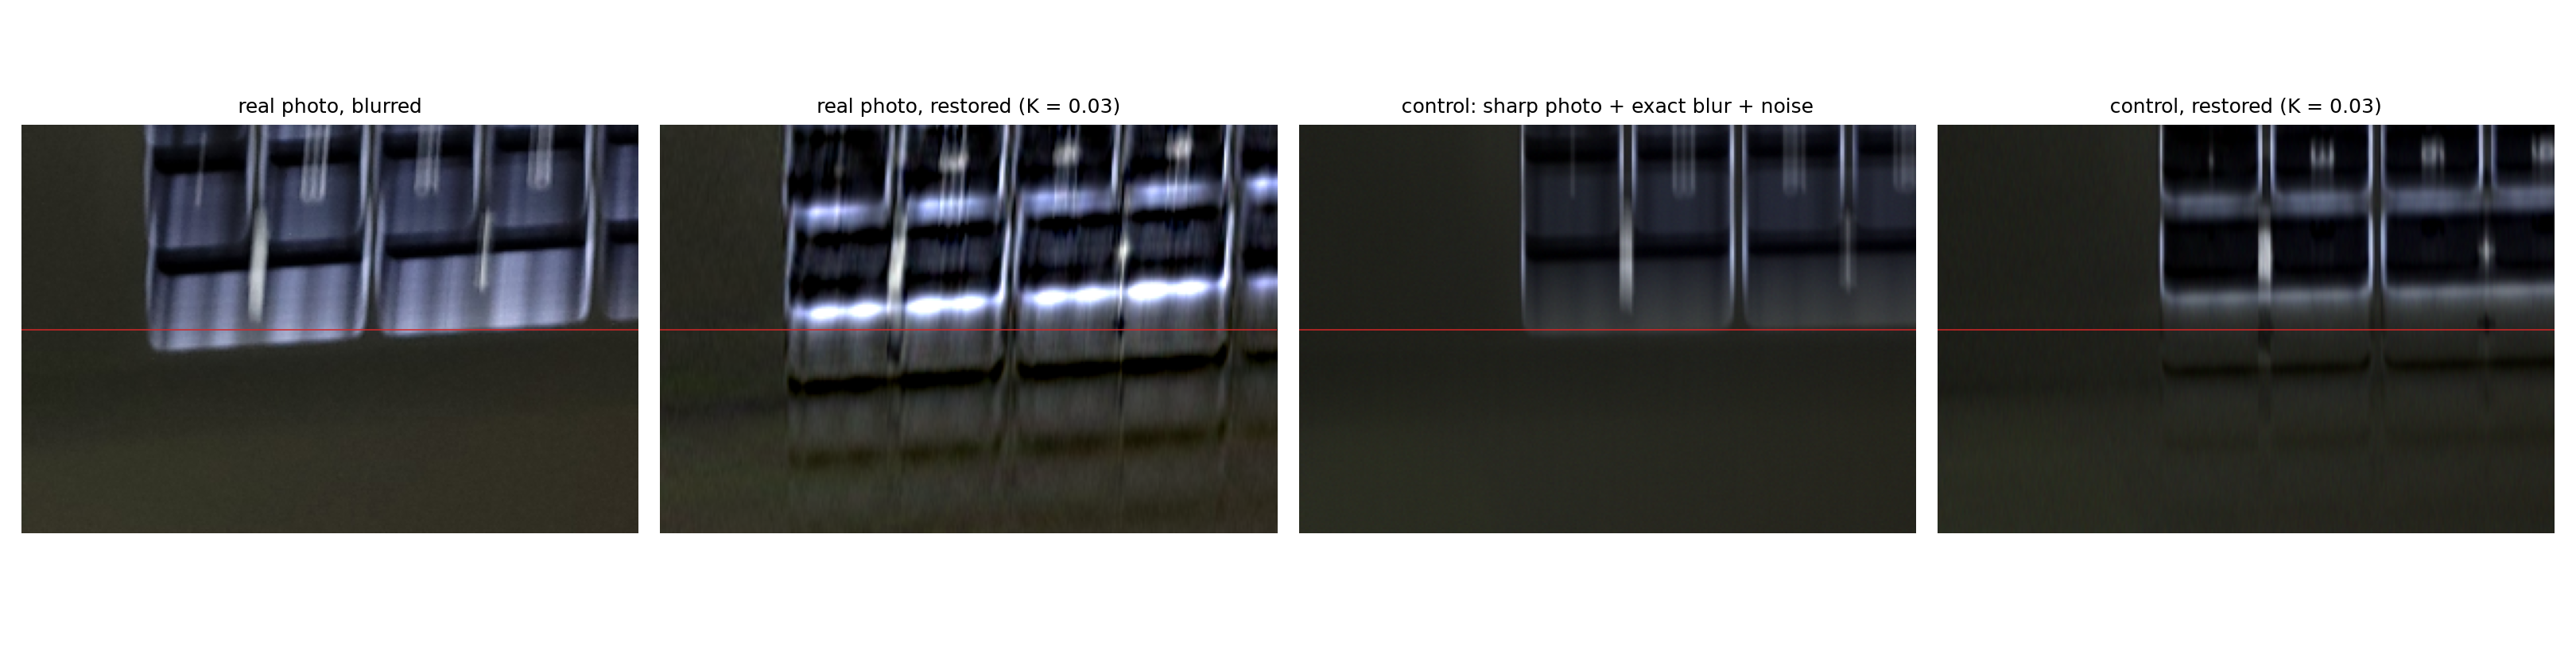 real photo, blurred
real photo, restored (K = 0.03)
control: sharp photo + exact blur + noise
control, restored (K = 0.03)